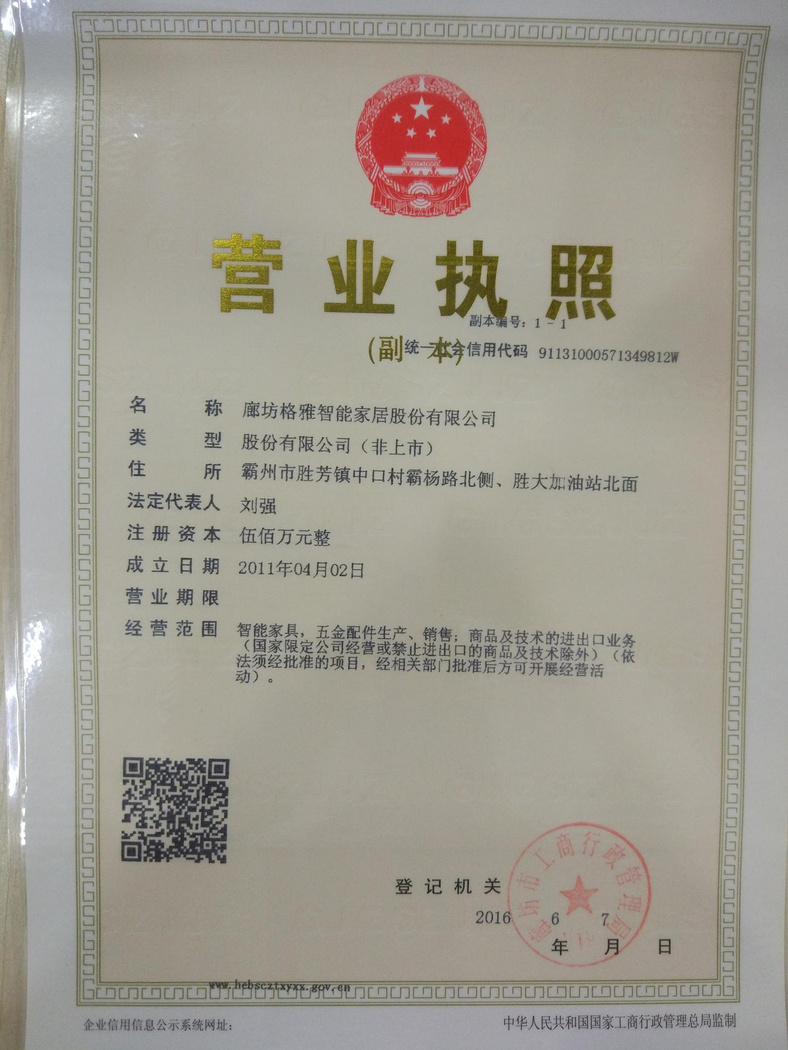 营业执照
副本编号：1-1
(副 本)
统一社会信用代码 91131000571349812W
名称 廊坊格雅智能家居股份有限公司
类型 股份有限公司（非上市）
住所 霸州市胜芳镇中口村霸杨路北侧、胜大加油站北面
法定代表人 刘强
注册资本 伍佰万元整
成立日期 2011年04月02日
营业期限
经营范围 智能家具，五金配件生产、销售；商品及技术的进出口业务
（国家限定公司经营或禁止进出口的商品及技术除外）（依
法须经批准的项目，经相关部门批准后方可开展经营活
动）。
廊坊市工商行政管理局
登记机关
2016 6 7
年 月 日
www.hebscztxyxx.gov.cn
企业信用信息公示系统网址：
中华人民共和国国家工商行政管理总局监制